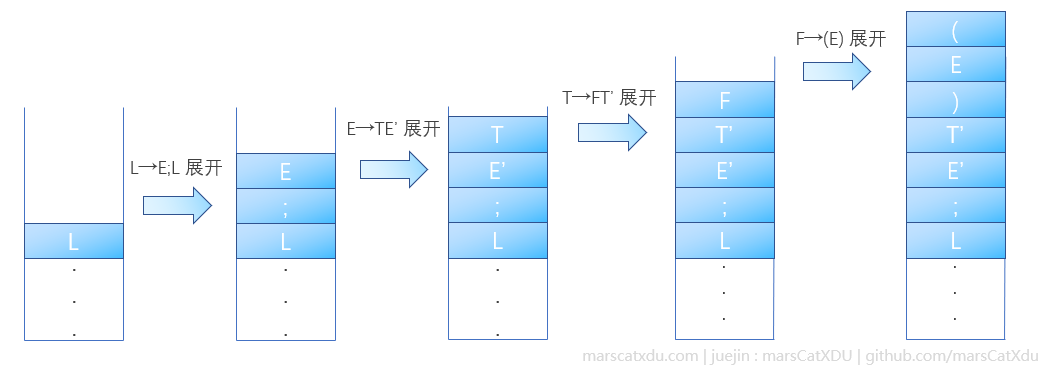 L
L→E;L 展开
E
;
L
E→TE’ 展开
T
E’
;
L
T→FT’ 展开
F
T’
E’
;
L
F→(E) 展开
(
E
)
T’
E’
;
L
marscatxdu.com | juejin : marsCatXDU | github.com/marsCatXdu